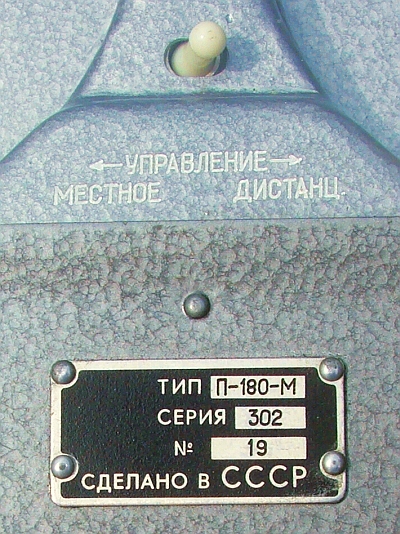 ←УПРАВЛЕНИЕ→
МЕСТНОЕ ДИСТАНЦ.
ТИП П-180-М
СЕРИЯ 302
№ 19
СДЕЛАНО В СССР